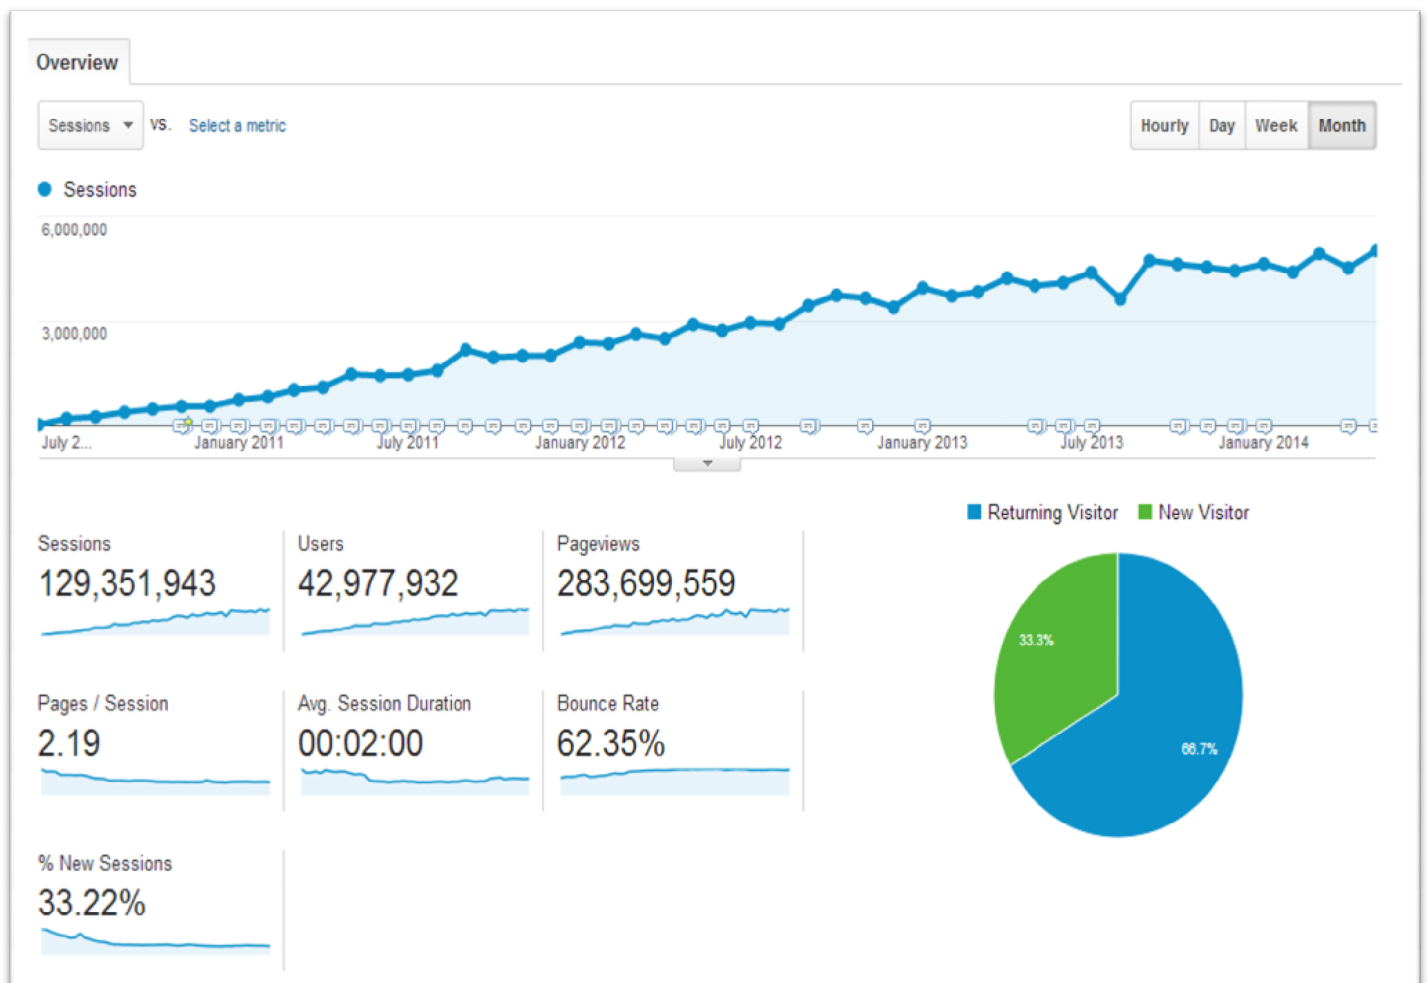 Overview
Sessions vs. Select a metric
Hourly Day Week Month
Sessions
6,000,000
3,000,000
July 2... January 2011 July 2011 January 2012 July 2012 January 2013 July 2013 January 2014
Returning Visitor New Visitor
Sessions Users Pageviews
129,351,943 42,977,932 283,699,559
33.3%
66.7%
Pages / Session Avg. Session Duration Bounce Rate
2.19 00:02:00 62.35%
% New Sessions
33.22%